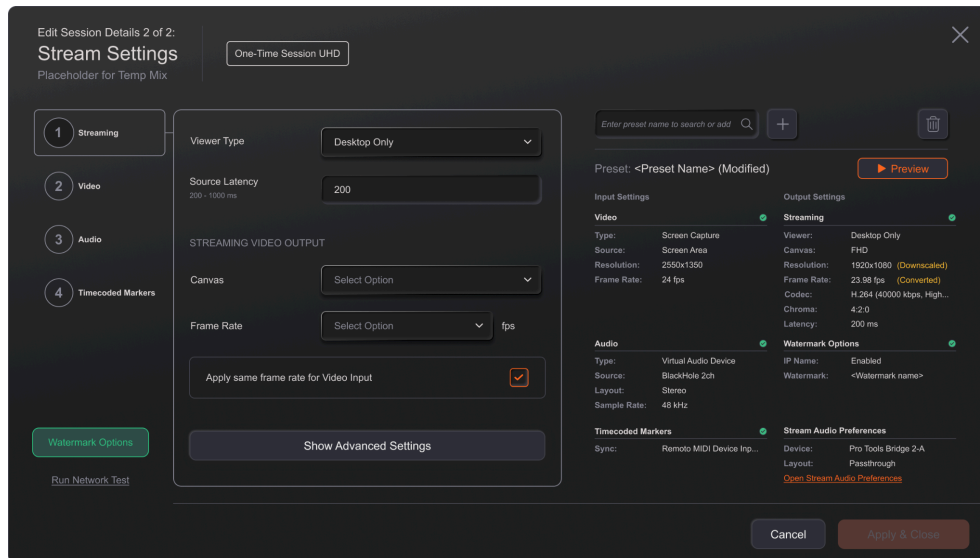 Edit Session Details 2 of 2:
Stream Settings
Placeholder for Temp Mix
One-Time Session UHD
1 Streaming
2 Video
3 Audio
4 Timecoded Markers
Watermark Options
Run Network Test
Viewer Type
Desktop Only
Source Latency
200 - 1000 ms
200
STREAMING VIDEO OUTPUT
Canvas
Select Option
Frame Rate
Select Option
fps
Apply same frame rate for Video Input
Show Advanced Settings
Enter preset name to search or add
Preset: <Preset Name> (Modified)
Preview
Input Settings
Video
Type: Screen Capture
Source: Screen Area
Resolution: 2550x1350
Frame Rate: 24 fps
Audio
Type: Virtual Audio Device
Source: BlackHole 2ch
Layout: Stereo
Sample Rate: 48 kHz
Timecoded Markers
Sync: Remoto MIDI Device Inp...
Output Settings
Streaming
Viewer: Desktop Only
Canvas: FHD
Resolution: 1920x1080 (Downscaled)
Frame Rate: 23.98 fps (Converted)
Codec: H.264 (40000 kbps, High...
Chroma: 4:2:0
Latency: 200 ms
Watermark Options
IP Name: Enabled
Watermark: <Watermark name>
Stream Audio Preferences
Device: Pro Tools Bridge 2-A
Layout: Passthrough
Open Stream Audio Preferences
Cancel
Apply & Close